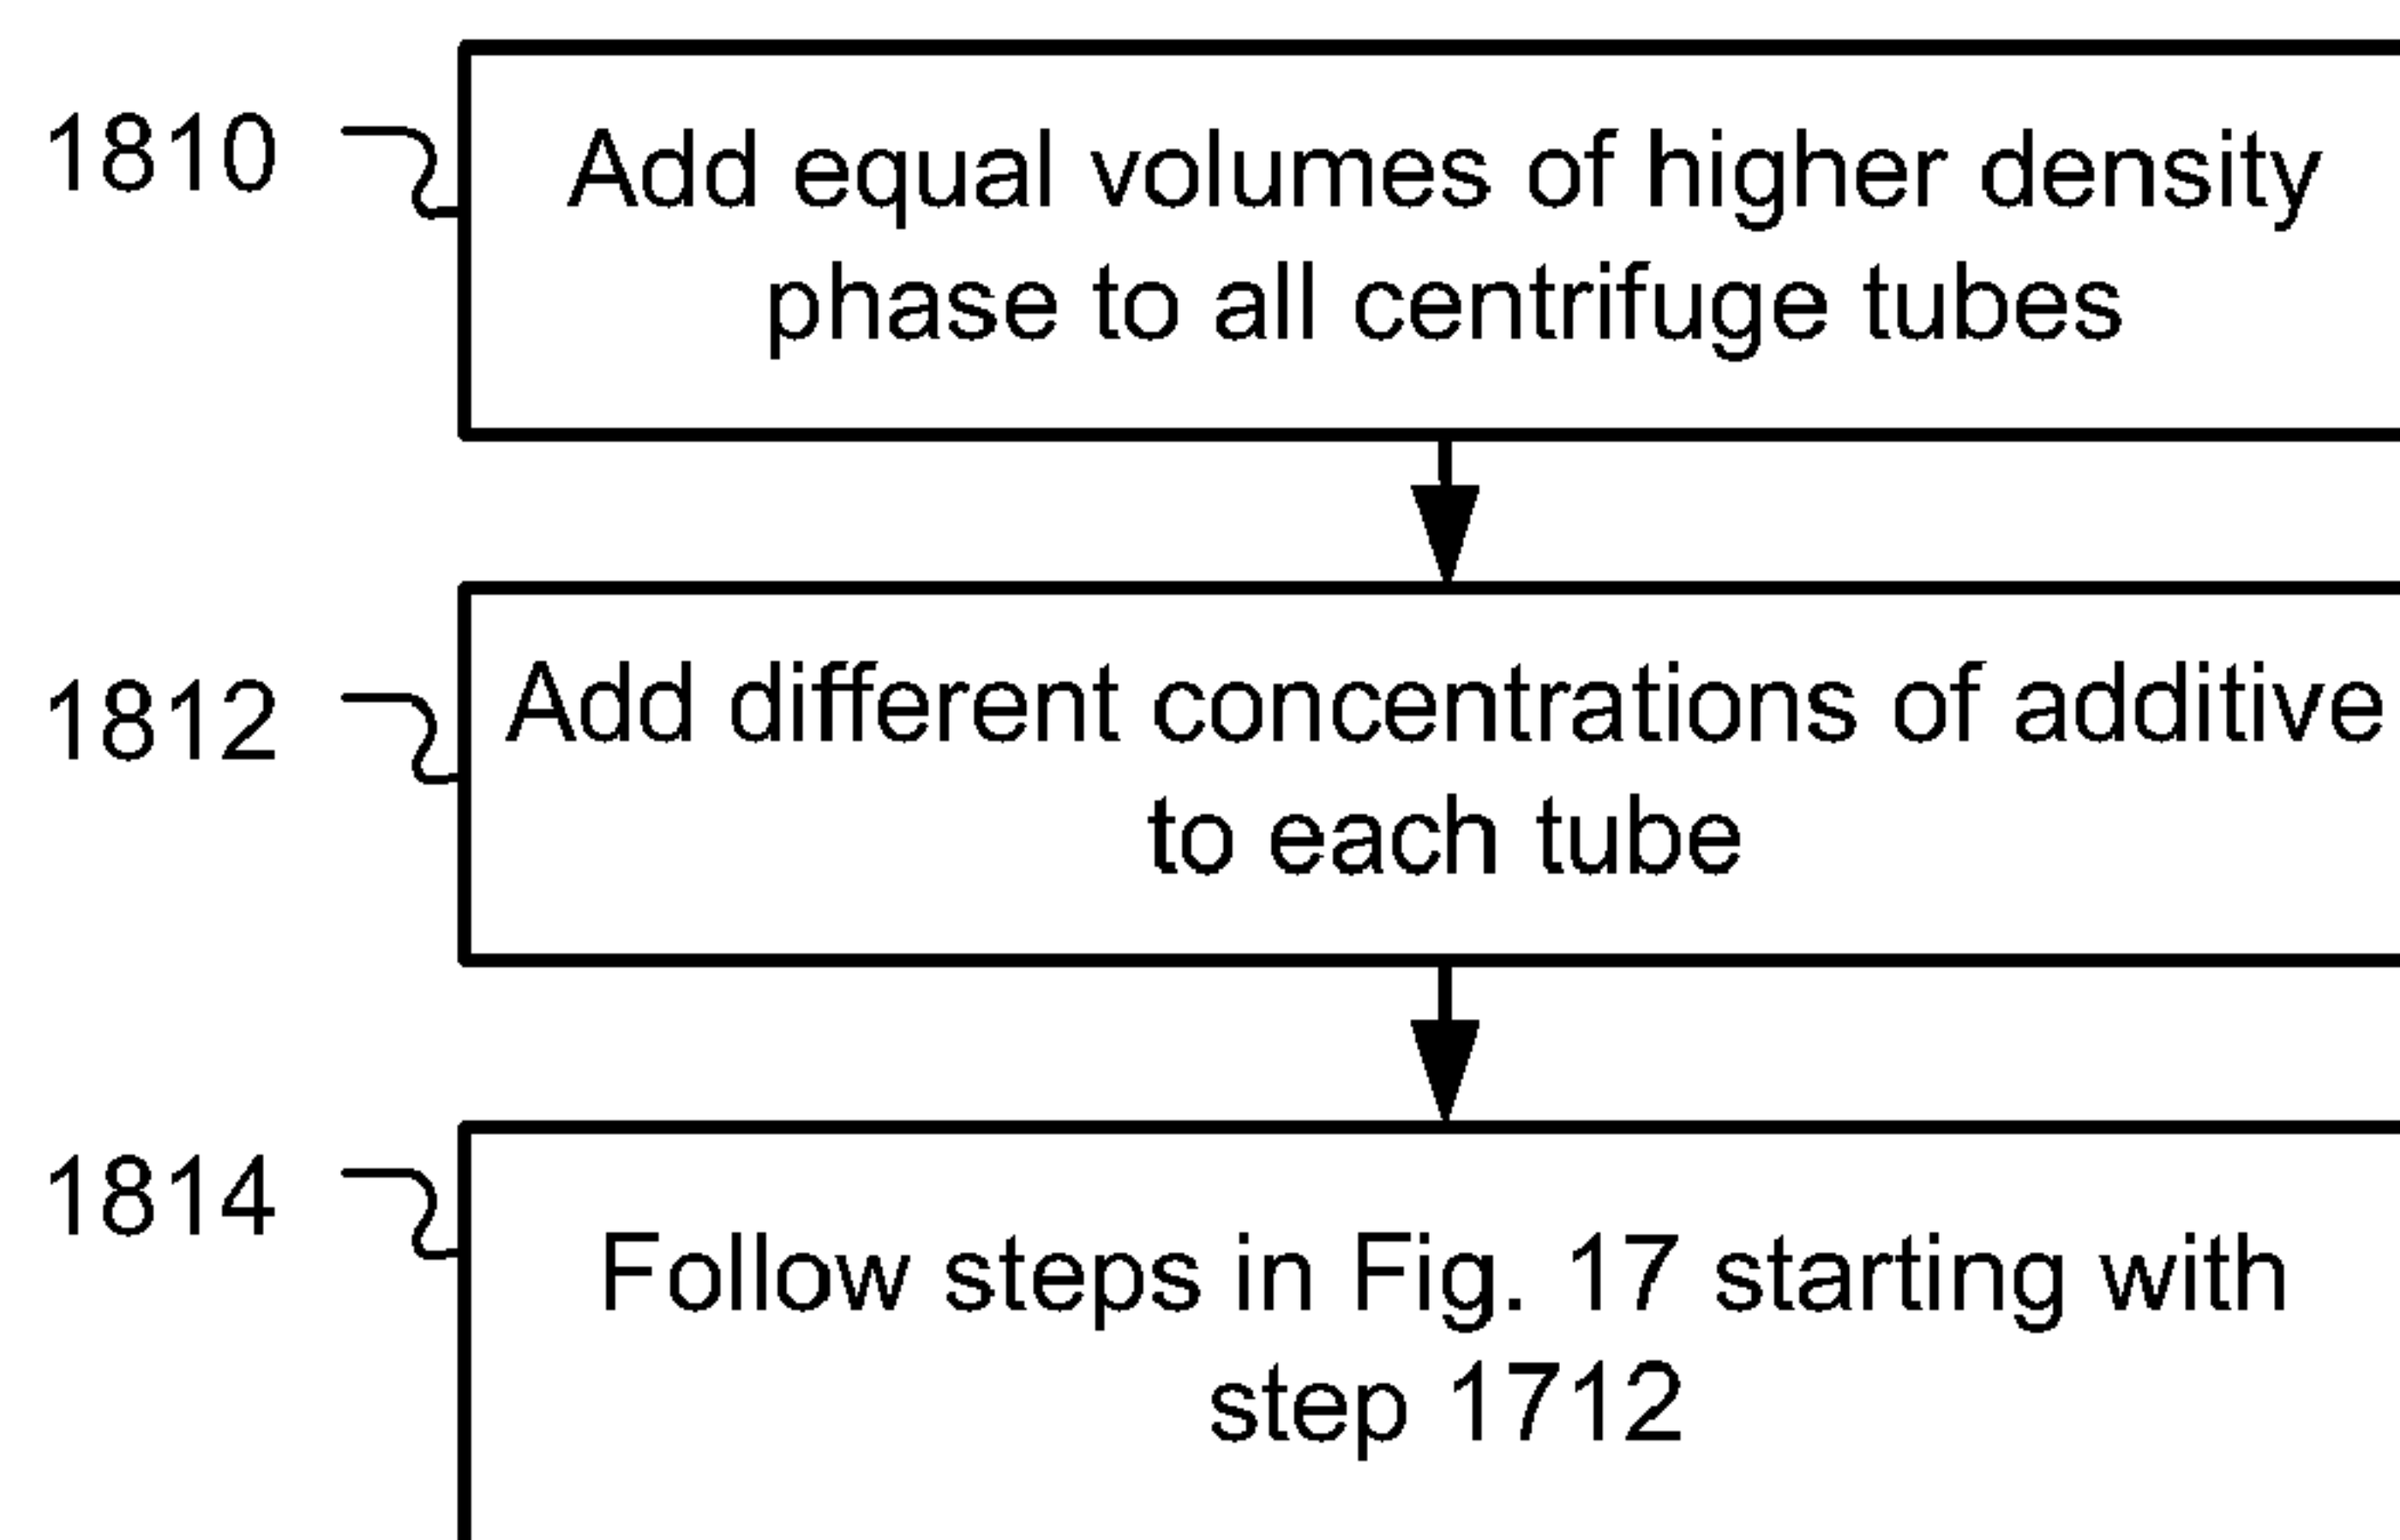 1810
Add equal volumes of higher density
phase to all centrifuge tubes
1812
Add different concentrations of additive
to each tube
1814
Follow steps in Fig. 17 starting with
step 1712